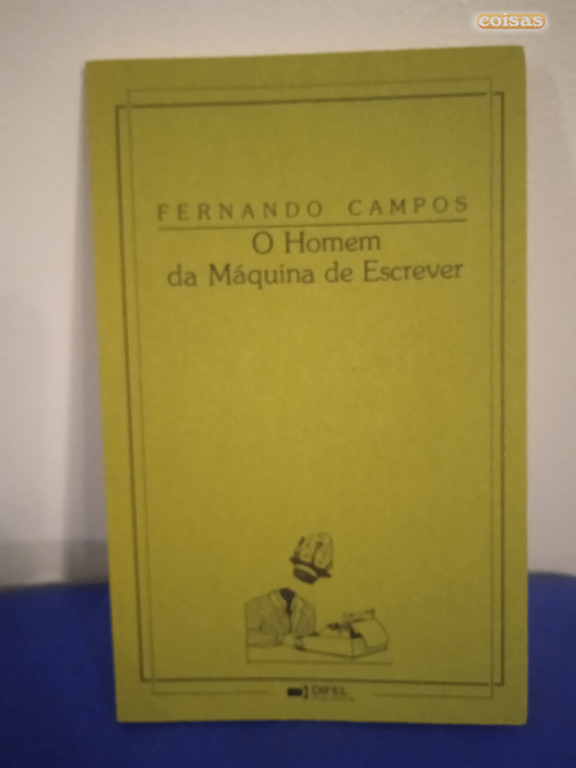 coisas
FERNANDO CAMPOS
O Homem
da Máquina de Escrever
DIFEL